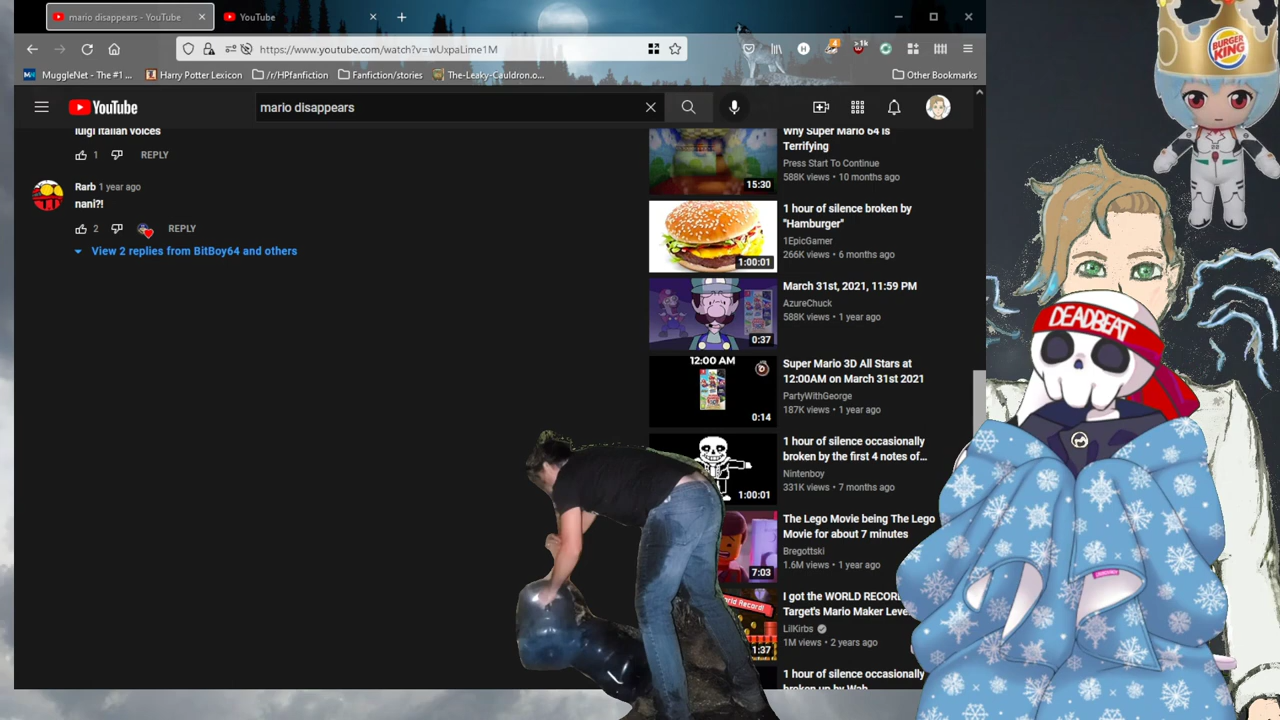 mario disappears - YouTube
YouTube
https://www.youtube.com/watch?v=wUxpaLime1M
4
>1k
MuggleNet - The #1 ...
Harry Potter Lexicon
/r/HPfanfiction
Fanfiction/stories
The-Leaky-Cauldron.o...
Other Bookmarks
YouTube
mario disappears
luigi Italian voices
1
REPLY
Rarb 1 year ago
nani?!
2
REPLY
View 2 replies from BitBoy64 and others
Why Super Mario 64 is
Terrifying
Press Start To Continue
588K views • 10 months ago
15:30
1 hour of silence broken by
"Hamburger"
1EpicGamer
266K views • 6 months ago
1:00:01
March 31st, 2021, 11:59 PM
AzureChuck
588K views • 1 year ago
0:37
12:00 AM
Super Mario 3D All Stars at
12:00AM on March 31st 2021
PartyWithGeorge
187K views • 1 year ago
0:14
1 hour of silence occasionally
broken by the first 4 notes of...
Nintenboy
331K views • 7 months ago
1:00:01
The Lego Movie being The Lego
Movie for about 7 minutes
Bregottski
1.6M views • 1 year ago
7:03
World Record!
I got the WORLD RECOR
Target's Mario Maker Leve
LilKirbs
1M views • 2 years ago
1:37
1 hour of silence occasionally
broken up by Wah
BURGER
KING
DEADBEAT